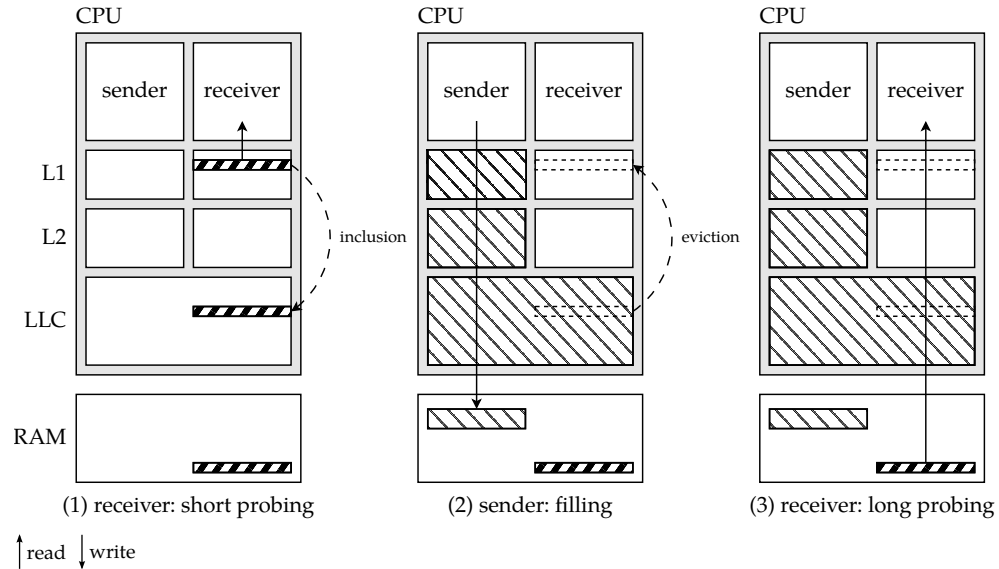 CPU CPU CPU
sender receiver sender receiver sender receiver
L1
L2 inclusion eviction
LLC
RAM
(1) receiver: short probing (2) sender: filling (3) receiver: long probing
read write